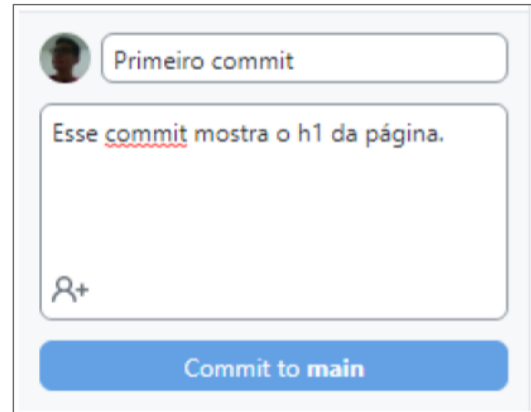 Primeiro commit
Esse commit mostra o h1 da página.
Commit to main